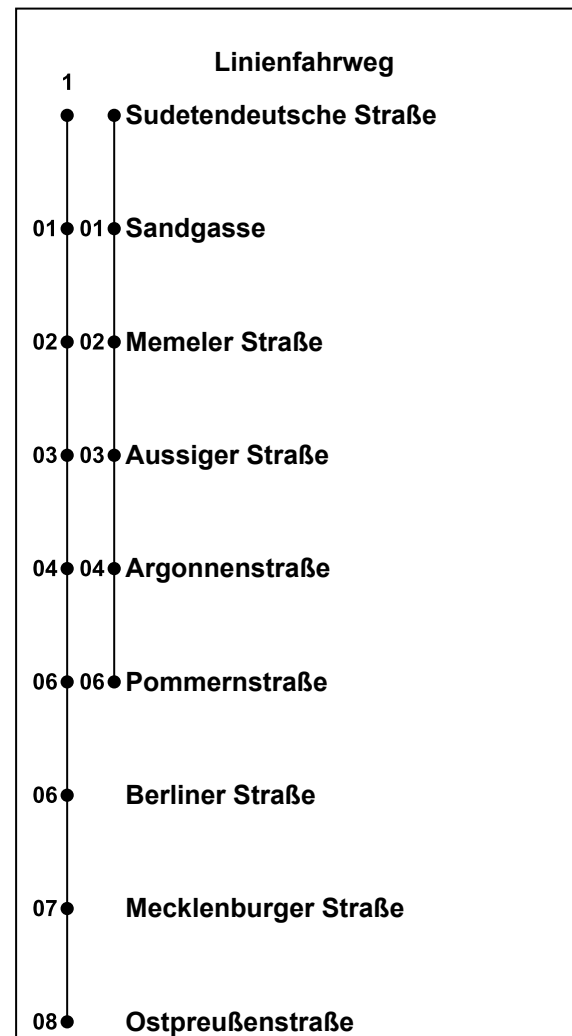 Linienfahrweg
1
Sudetendeutsche Straße
01 01 Sandgasse
02 02 Memeler Straße
03 03 Aussiger Straße
04 04 Argonnenstraße
06 06 Pommernstraße
06 Berliner Straße
07 Mecklenburger Straße
08 Ostpreußenstraße